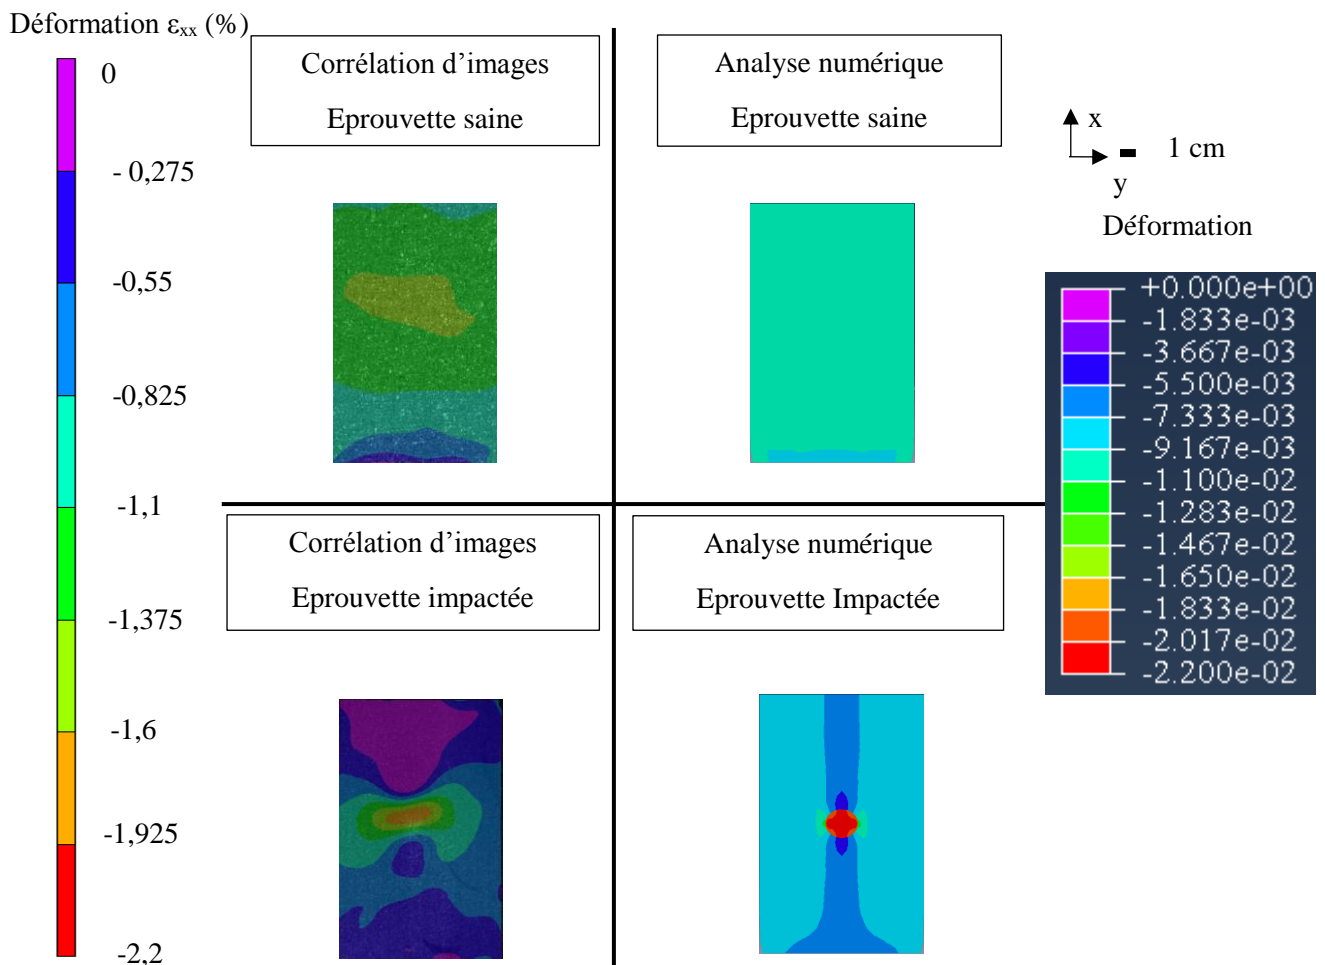 Déformation εxx (%)
0
- 0,275
-0,55
-0,825
-1,1
-1,375
-1,6
-1,925
-2,2
Corrélation d’images
Eprouvette saine
Analyse numérique
Eprouvette saine
x
1 cm
y
Déformation
+0.000e+00
-1.833e-03
-3.667e-03
-5.500e-03
-7.333e-03
-9.167e-03
-1.100e-02
-1.283e-02
-1.467e-02
-1.650e-02
-1.833e-02
-2.017e-02
-2.200e-02
Corrélation d’images
Eprouvette impactée
Analyse numérique
Eprouvette Impactée